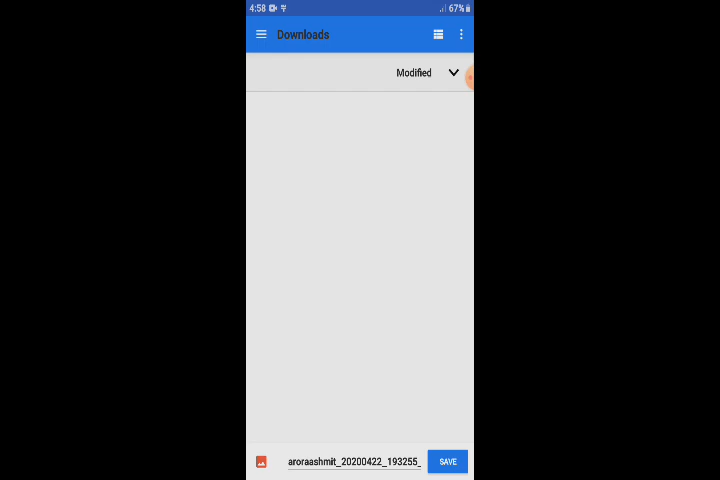 4:58 67%
Downloads
Modified
aroraashmit_20200422_193255_
SAVE